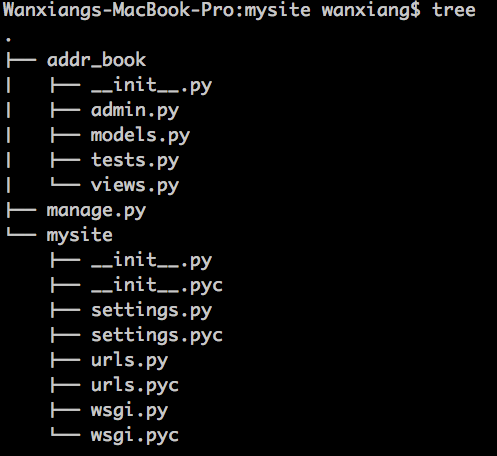 Wanxiangs-MacBook-Pro:mysite wanxiang$ tree
.
├── addr_book
│   ├── __init__.py
│   ├── admin.py
│   ├── models.py
│   ├── tests.py
│   └── views.py
├── manage.py
└── mysite
    ├── __init__.py
    ├── __init__.pyc
    ├── settings.py
    ├── settings.pyc
    ├── urls.py
    ├── urls.pyc
    ├── wsgi.py
    └── wsgi.pyc